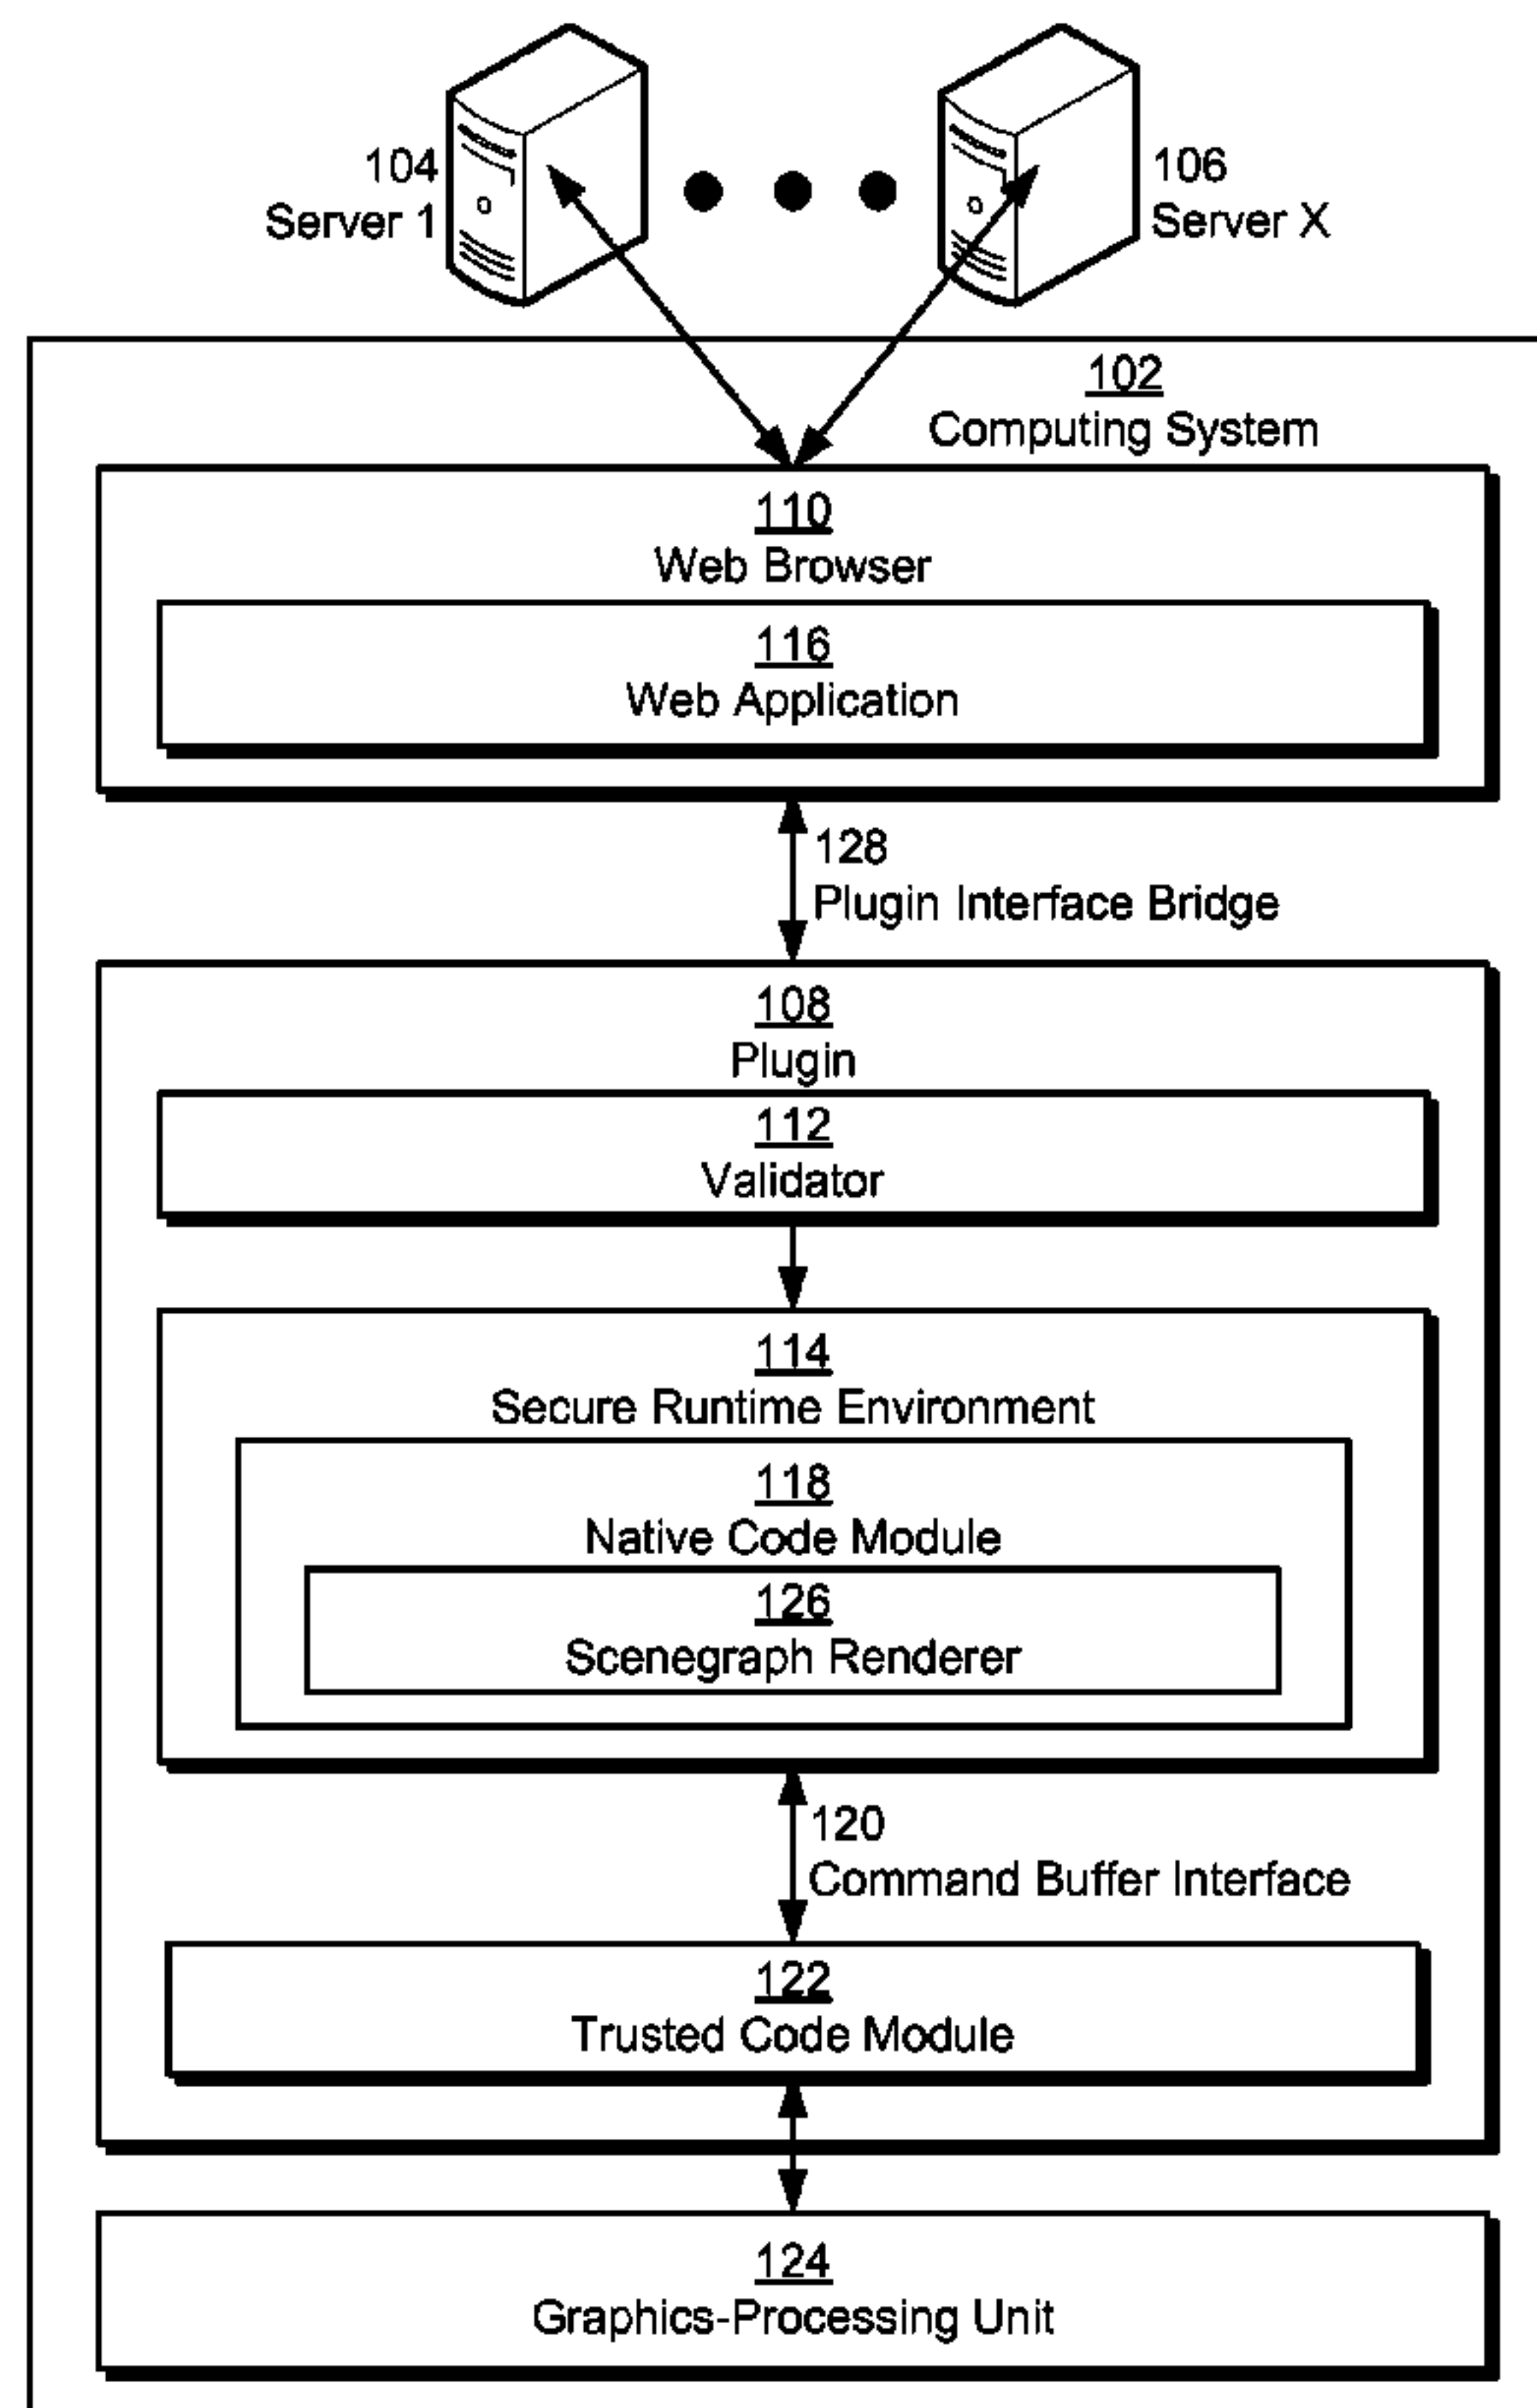 104
Server 1
106
Server X
102
Computing System
110
Web Browser
116
Web Application
128
Plugin Interface Bridge
108
Plugin
112
Validator
114
Secure Runtime Environment
118
Native Code Module
126
Scenegraph Renderer
120
Command Buffer Interface
122
Trusted Code Module
124
Graphics-Processing Unit